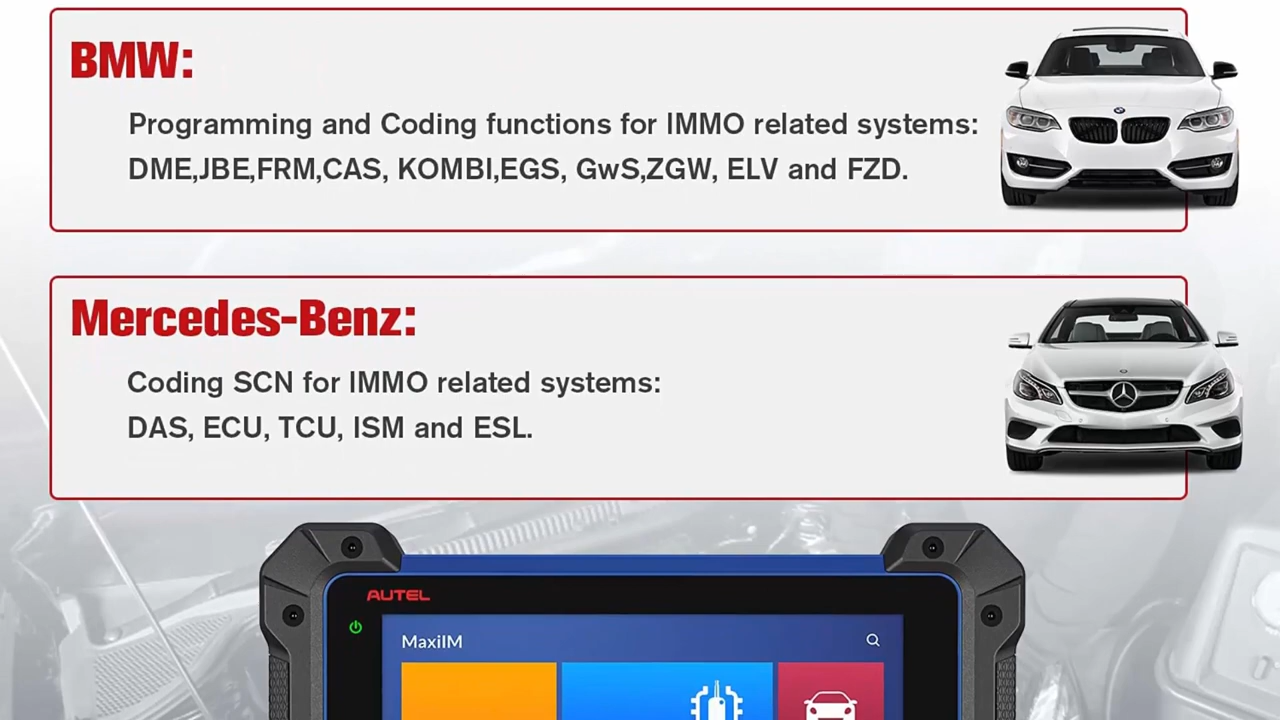 BMW:
Programming and Coding functions for IMMO related systems:
DME,JBE,FRM,CAS, KOMBI,EGS, GwS,ZGW, ELV and FZD.
Mercedes-Benz:
Coding SCN for IMMO related systems:
DAS, ECU, TCU, ISM and ESL.
AUTEL
MaxiIM